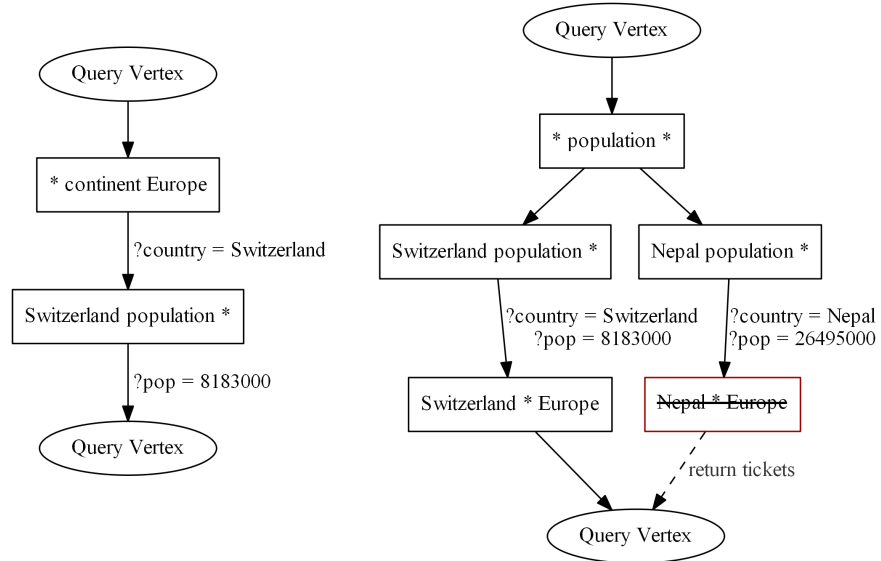 Query Vertex
* continent Europe
?country = Switzerland
Switzerland population *
?pop = 8183000
Query Vertex
Query Vertex
* population *
Switzerland population *
Nepal population *
?country = Switzerland
?pop = 8183000
?country = Nepal
?pop = 26495000
Switzerland * Europe
Nepal * Europe
return tickets
Query Vertex